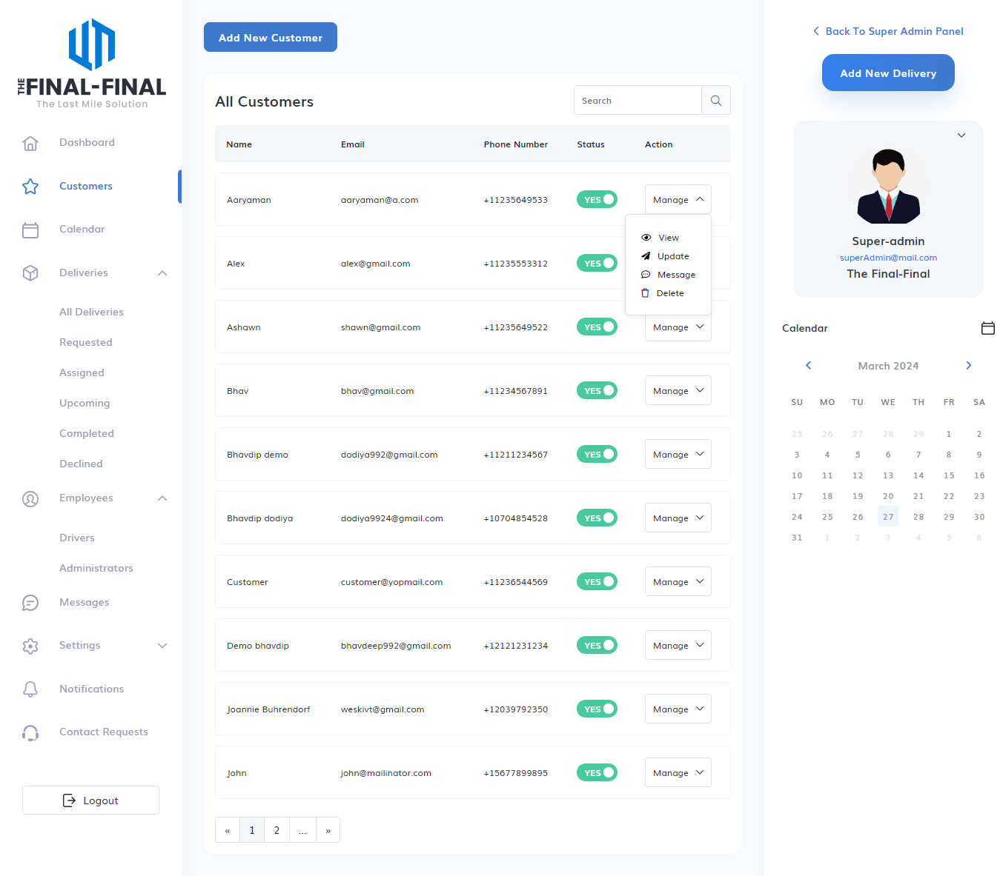 THE FINAL-FINAL
The Last Mile Solution
Dashboard
Customers
Calendar
Deliveries
All Deliveries
Requested
Assigned
Upcoming
Completed
Declined
Employees
Drivers
Administrators
Messages
Settings
Notifications
Contact Requests
Logout
Add New Customer
All Customers
Search
Name Email Phone Number Status Action
Aaryaman aaryaman@a.com +11235649533 YES Manage
View
Update
Message
Delete
Alex alex@gmail.com +11235553312 YES
Ashawn shawn@gmail.com +11235649522 YES Manage
Bhav bhav@gmail.com +11234567891 YES Manage
Bhavdip demo dodiya992@gmail.com +11211234567 YES Manage
Bhavdip dodiya dodiya9924@gmail.com +10704854528 YES Manage
Customer customer@yopmail.com +11236544569 YES Manage
Demo bhavdip bhavdeep992@gmail.com +12121231234 YES Manage
Joannie Buhrendorf weskivt@gmail.com +12039792350 YES Manage
John john@mailinator.com +15677899895 YES Manage
« 1 2 ... »
Back To Super Admin Panel
Add New Delivery
Super-admin
superAdmin@mail.com
The Final-Final
Calendar
March 2024
SU MO TU WE TH FR SA
25 26 27 28 29 1 2
3 4 5 6 7 8 9
10 11 12 13 14 15 16
17 18 19 20 21 22 23
24 25 26 27 28 29 30
31 1 2 3 4 5 6